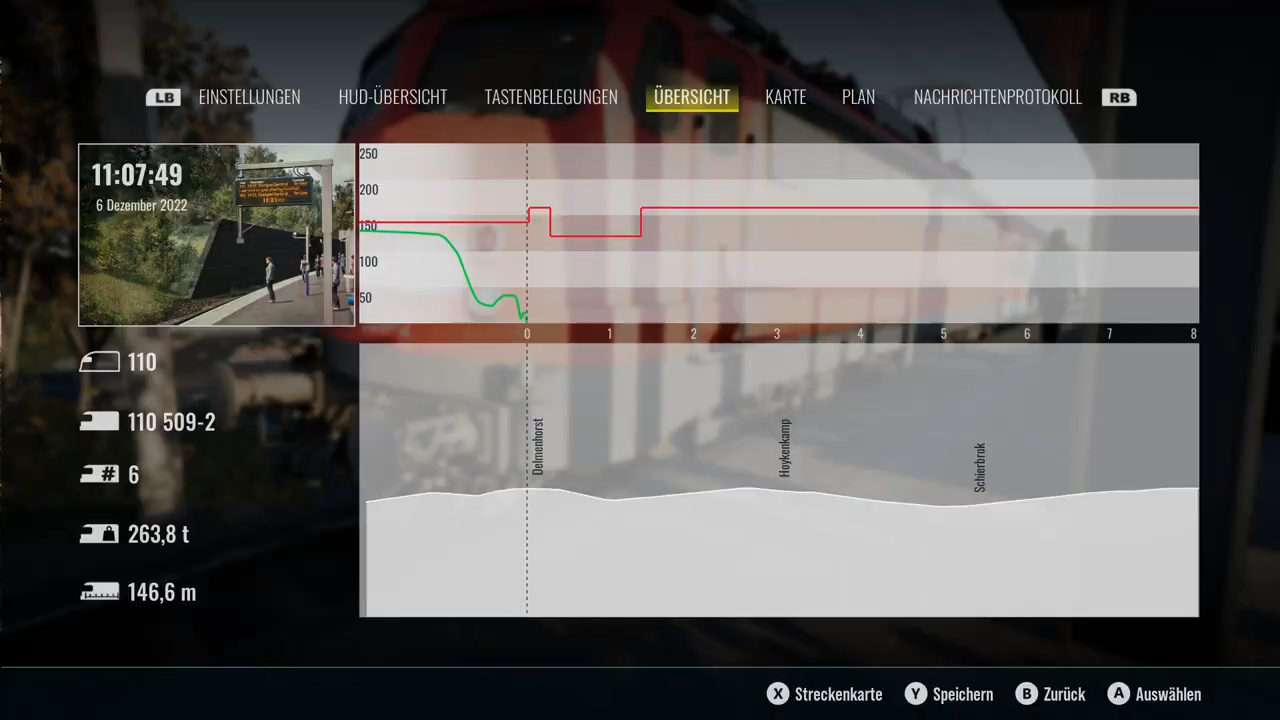 LB EINSTELLUNGEN HUD-ÜBERSICHT TASTENBELEGUNGEN ÜBERSICHT KARTE PLAN NACHRICHTENPROTOKOLL RB
11:07:49
6 Dezember 2022
250
200
150
100
50
0 1 2 3 4 5 6 7 8
110
110 509-2
# 6
263,8 t
146,6 m
Delmenhorst
Hoykenkamp
Schierbrok
X Streckenkarte Y Speichern B Zurück A Auswählen